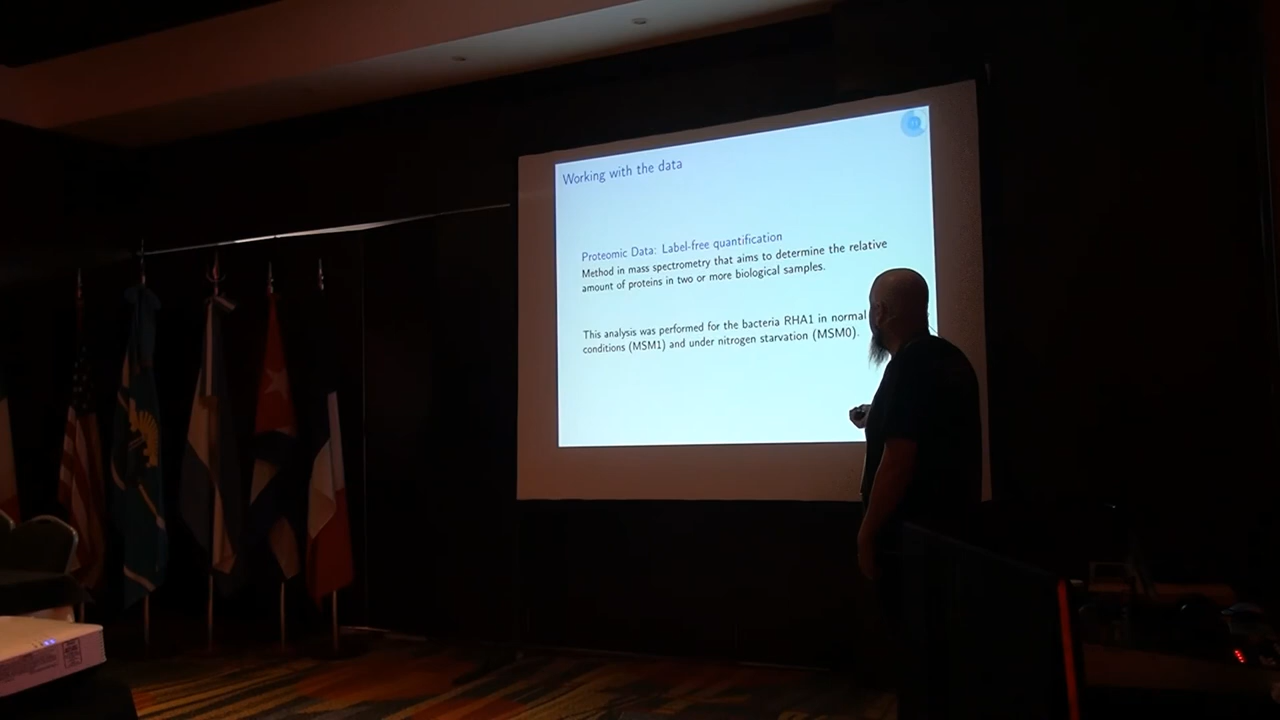 Working with the data
Proteomic Data: Label-free quantification
Method in mass spectrometry that aims to determine the relative
amount of proteins in two or more biological samples.
This analysis was performed for the bacteria RHA1 in normal
conditions (MSM1) and under nitrogen starvation (MSM0).